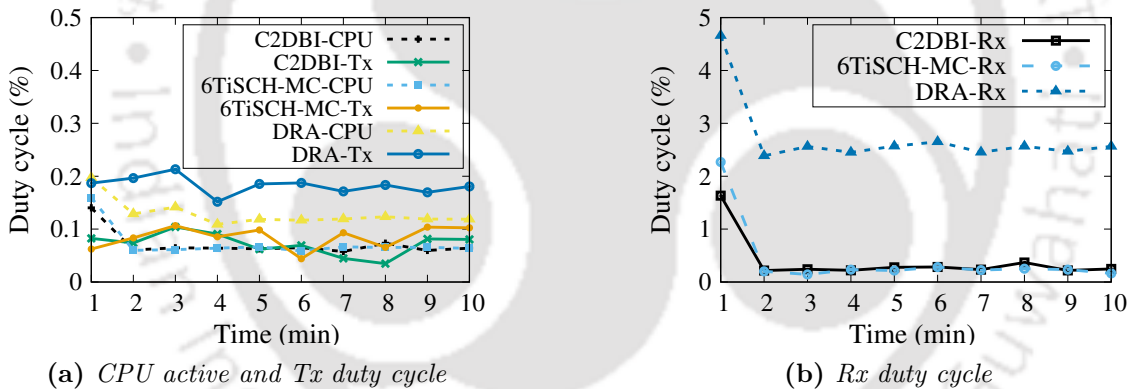 0.5
0.4
0.3
0.2
0.1
0
Duty cycle (%)
C2DBI-CPU
C2DBI-Tx
6TiSCH-MC-CPU
6TiSCH-MC-Tx
DRA-CPU
DRA-Tx
1 2 3 4 5 6 7 8 9 10
Time (min)
(a) CPU active and Tx duty cycle
5
4
3
2
1
0
Duty cycle (%)
C2DBI-Rx
6TiSCH-MC-Rx
DRA-Rx
1 2 3 4 5 6 7 8 9 10
Time (min)
(b) Rx duty cycle